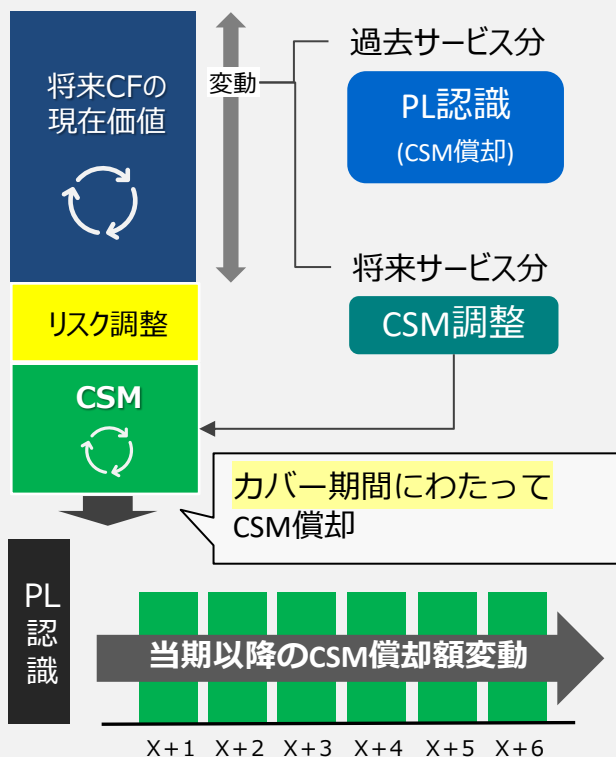 将来CFの
現在価値
変動
過去サービス分
PL認識
(CSM償却)
将来サービス分
CSM調整
リスク調整
CSM
カバー期間にわたって
CSM償却
PL
認
識
当期以降のCSM償却額変動
X+1 X+2 X+3 X+4 X+5 X+6